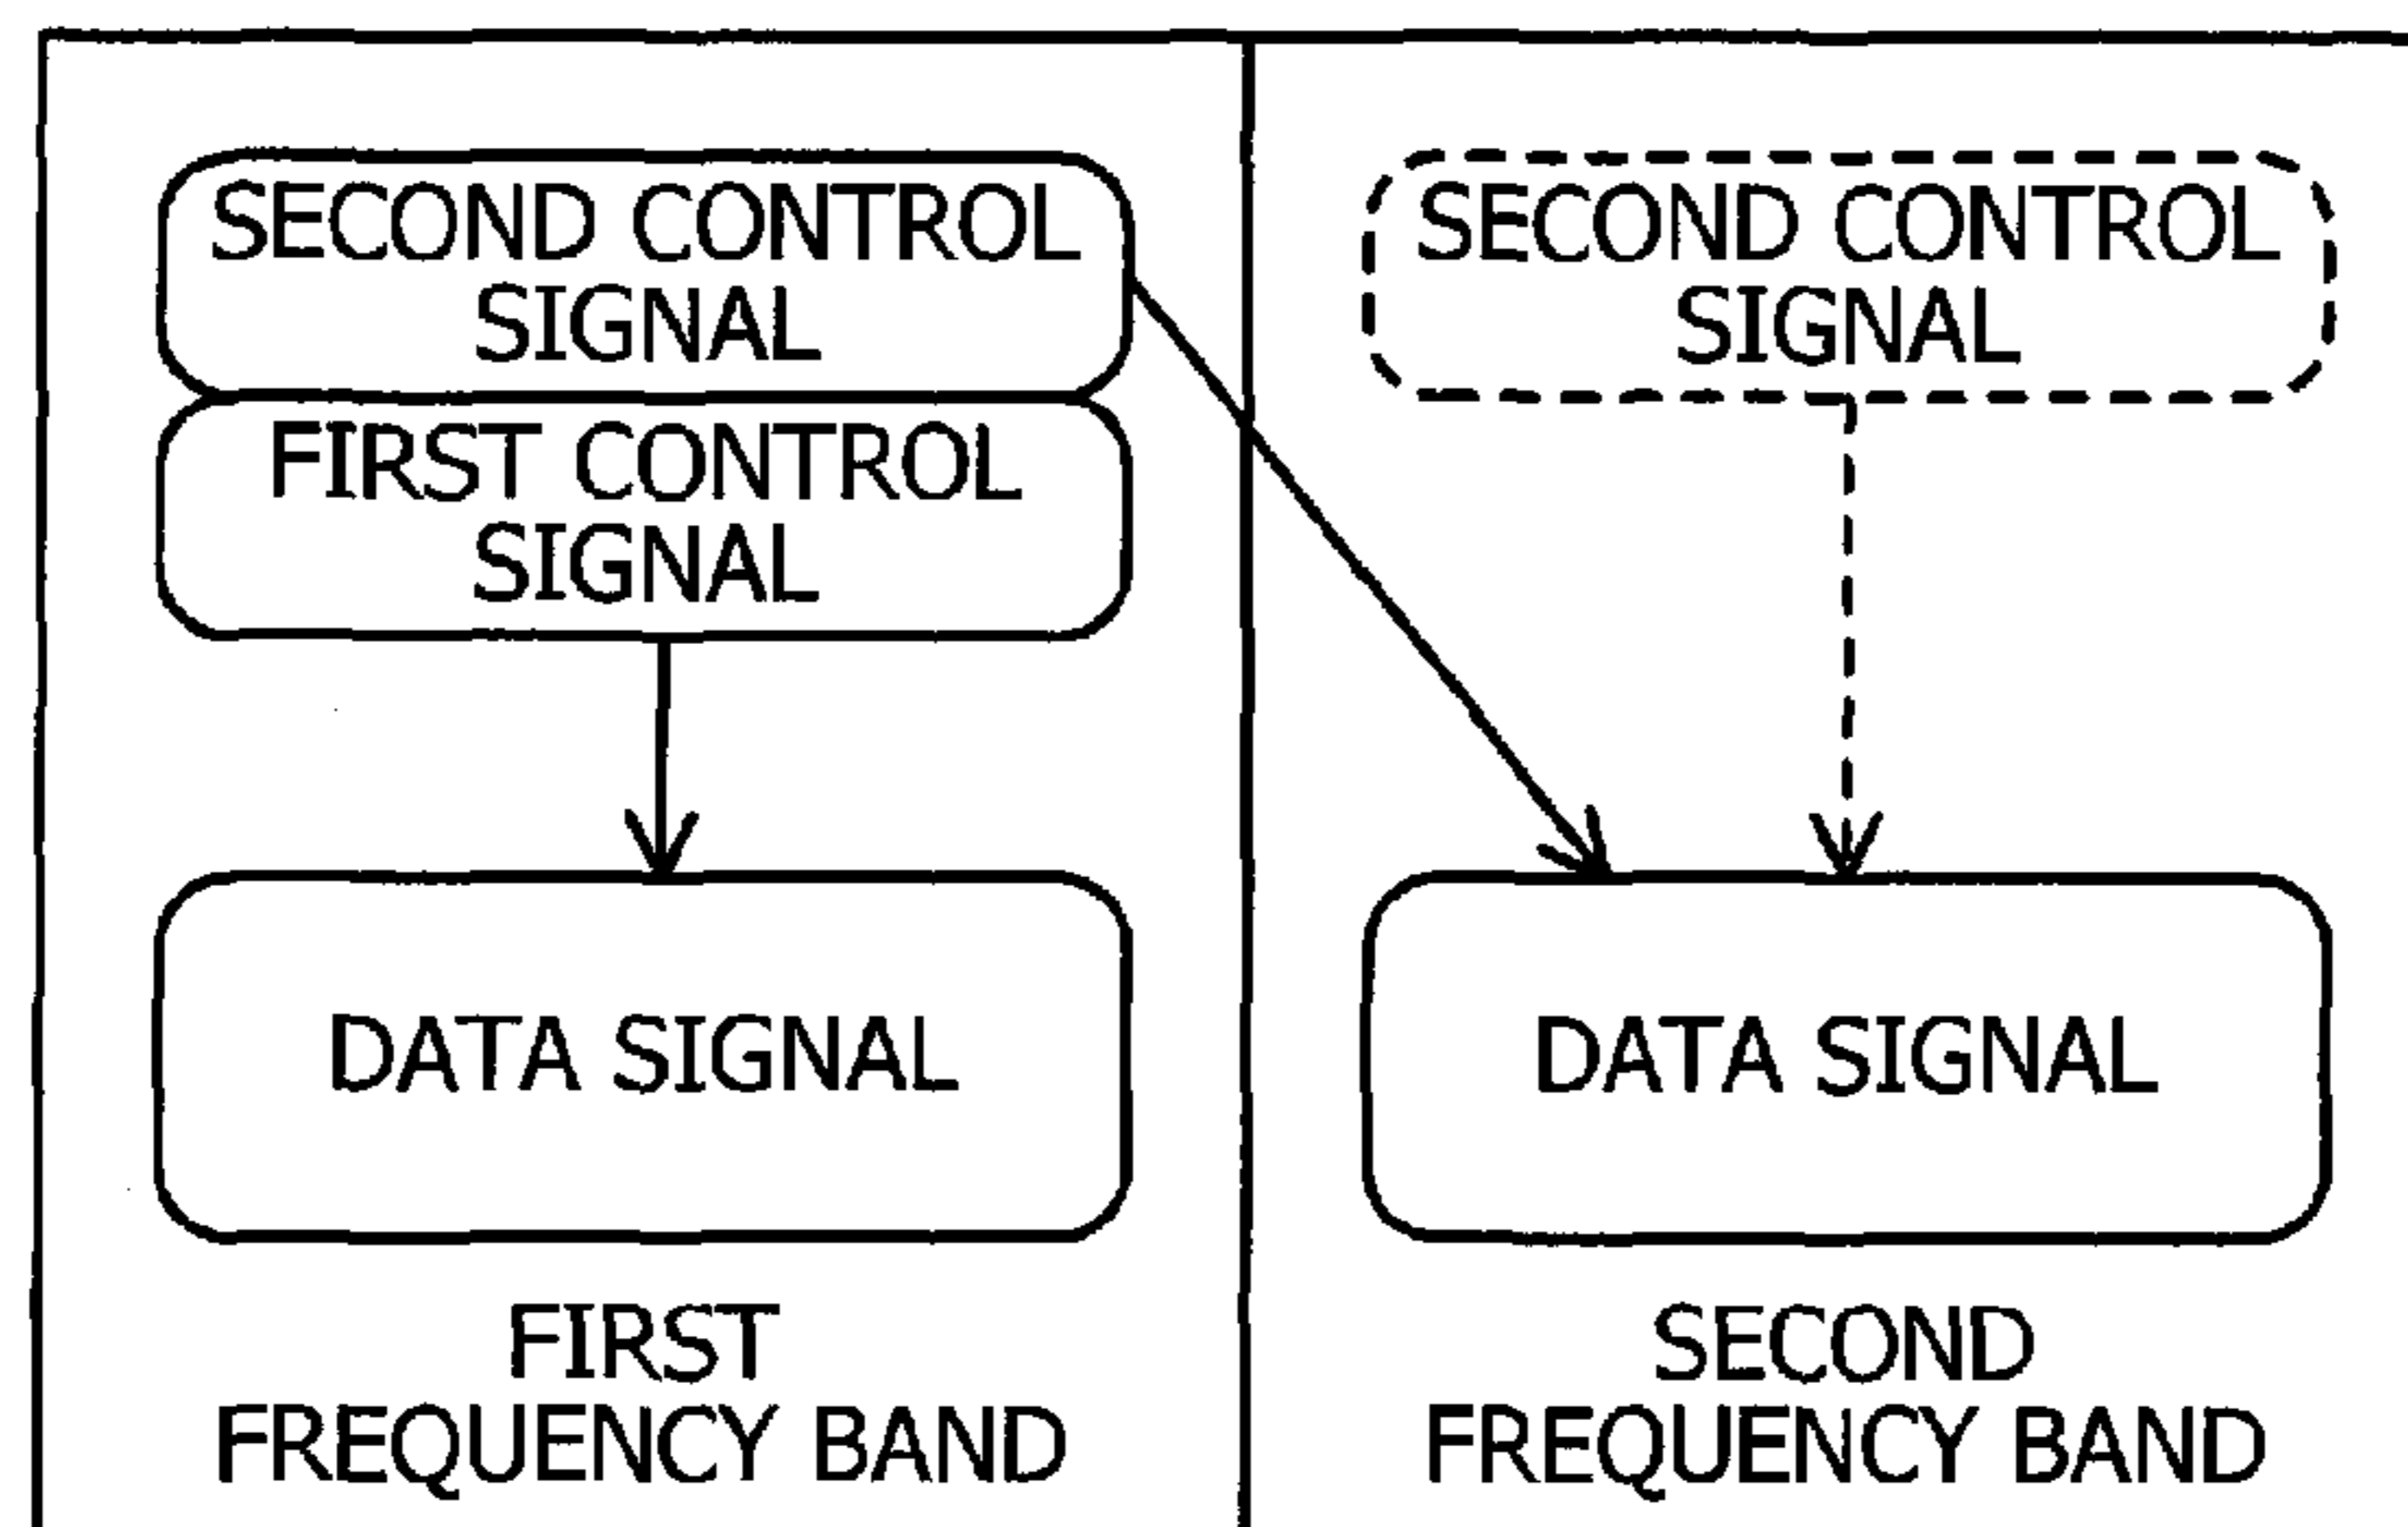 SECOND CONTROL
SIGNAL
FIRST CONTROL
SIGNAL
DATA SIGNAL
FIRST
FREQUENCY BAND
SECOND CONTROL
SIGNAL
DATA SIGNAL
SECOND
FREQUENCY BAND